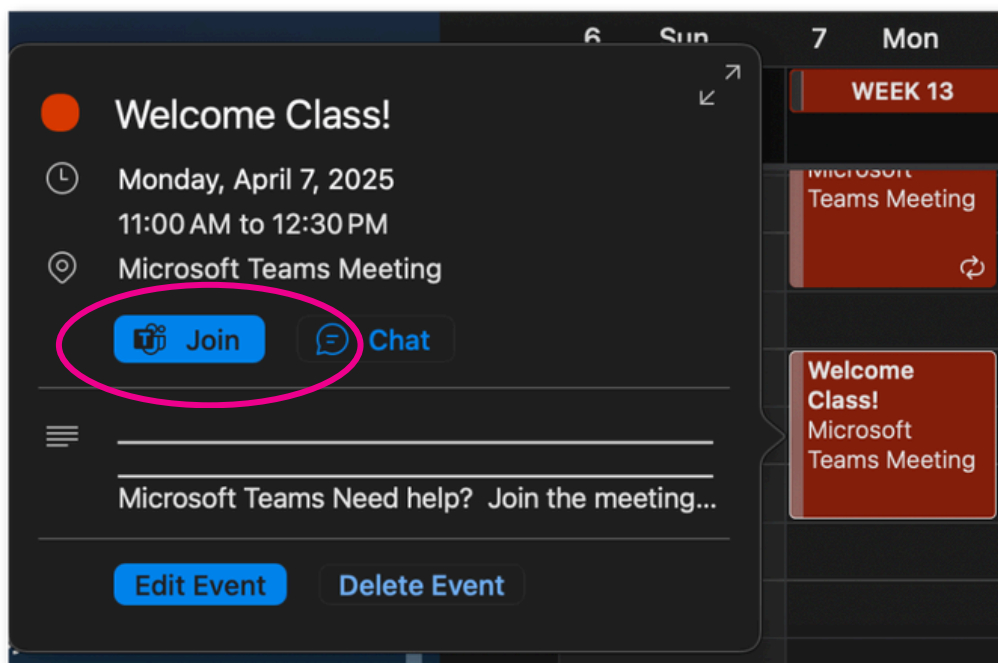 6 Sun 7 Mon
WEEK 13
Welcome Class!
Monday, April 7, 2025
11:00 AM to 12:30 PM
Microsoft Teams Meeting
Join Chat
Microsoft Teams Need help? Join the meeting...
Edit Event Delete Event
Microsoft
Teams Meeting
Welcome
Class!
Microsoft
Teams Meeting